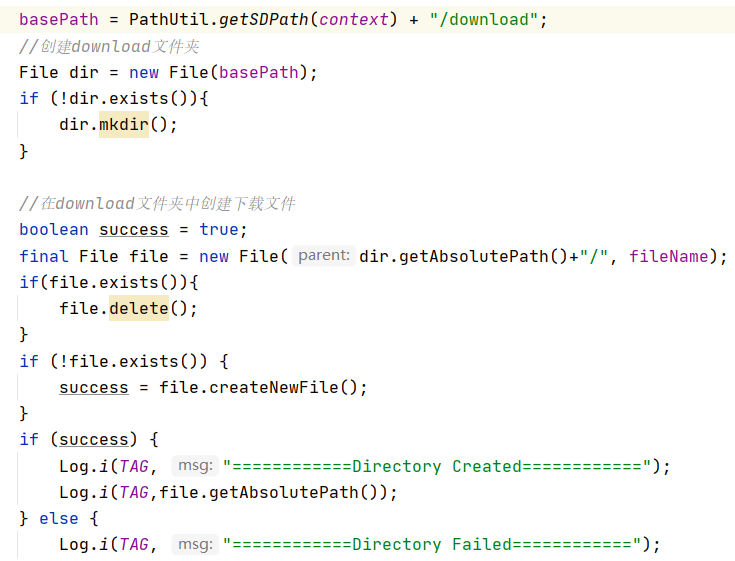 basePath = PathUtil.getSDPath(context) + "/download";
//创建download文件夹
File dir = new File(basePath);
if (!dir.exists()){
    dir.mkdir();
}

//在download文件夹中创建下载文件
boolean success = true;
final File file = new File( parent: dir.getAbsolutePath()+"/", fileName);
if(file.exists()){
    file.delete();
}
if (!file.exists()) {
    success = file.createNewFile();
}
if (success) {
    Log.i(TAG, msg: "============Directory Created============");
    Log.i(TAG,file.getAbsolutePath());
} else {
    Log.i(TAG, msg: "============Directory Failed============");